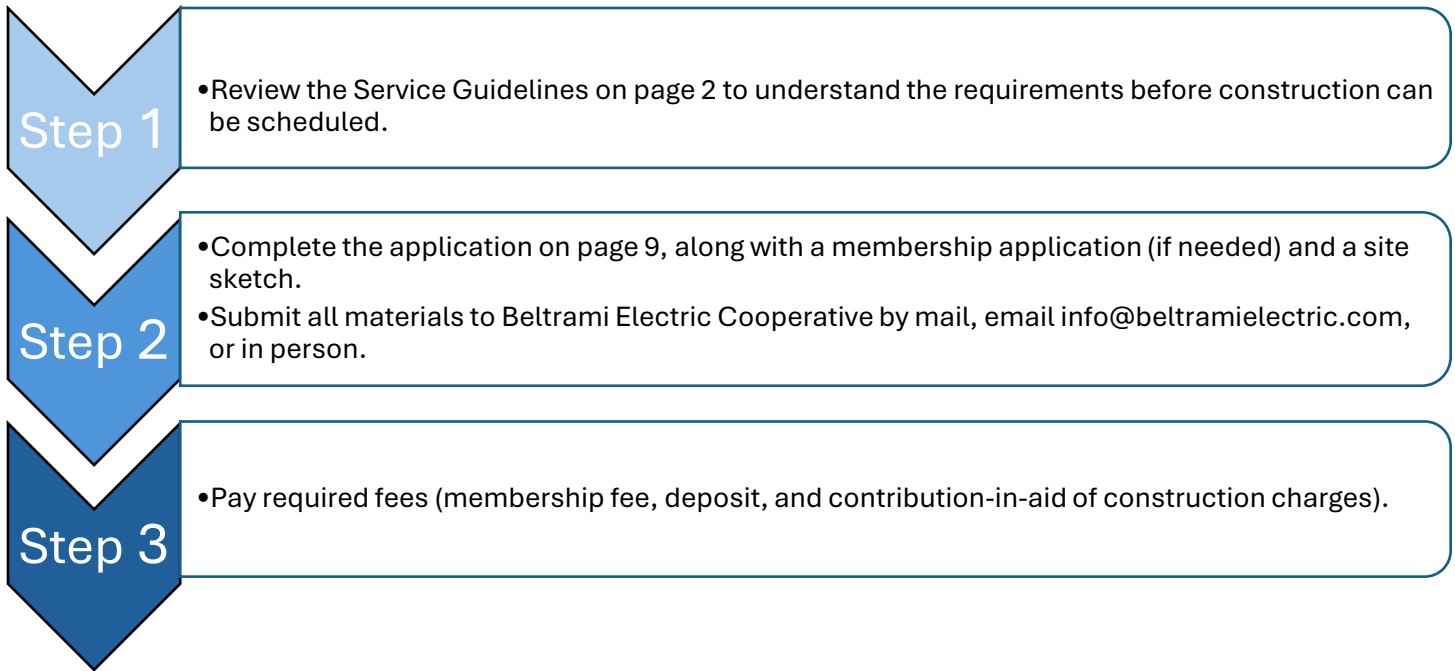 Step 1
•Review the Service Guidelines on page 2 to understand the requirements before construction can
be scheduled.
Step 2
•Complete the application on page 9, along with a membership application (if needed) and a site
sketch.
•Submit all materials to Beltrami Electric Cooperative by mail, email info@beltramielectric.com,
or in person.
Step 3
•Pay required fees (membership fee, deposit, and contribution-in-aid of construction charges).